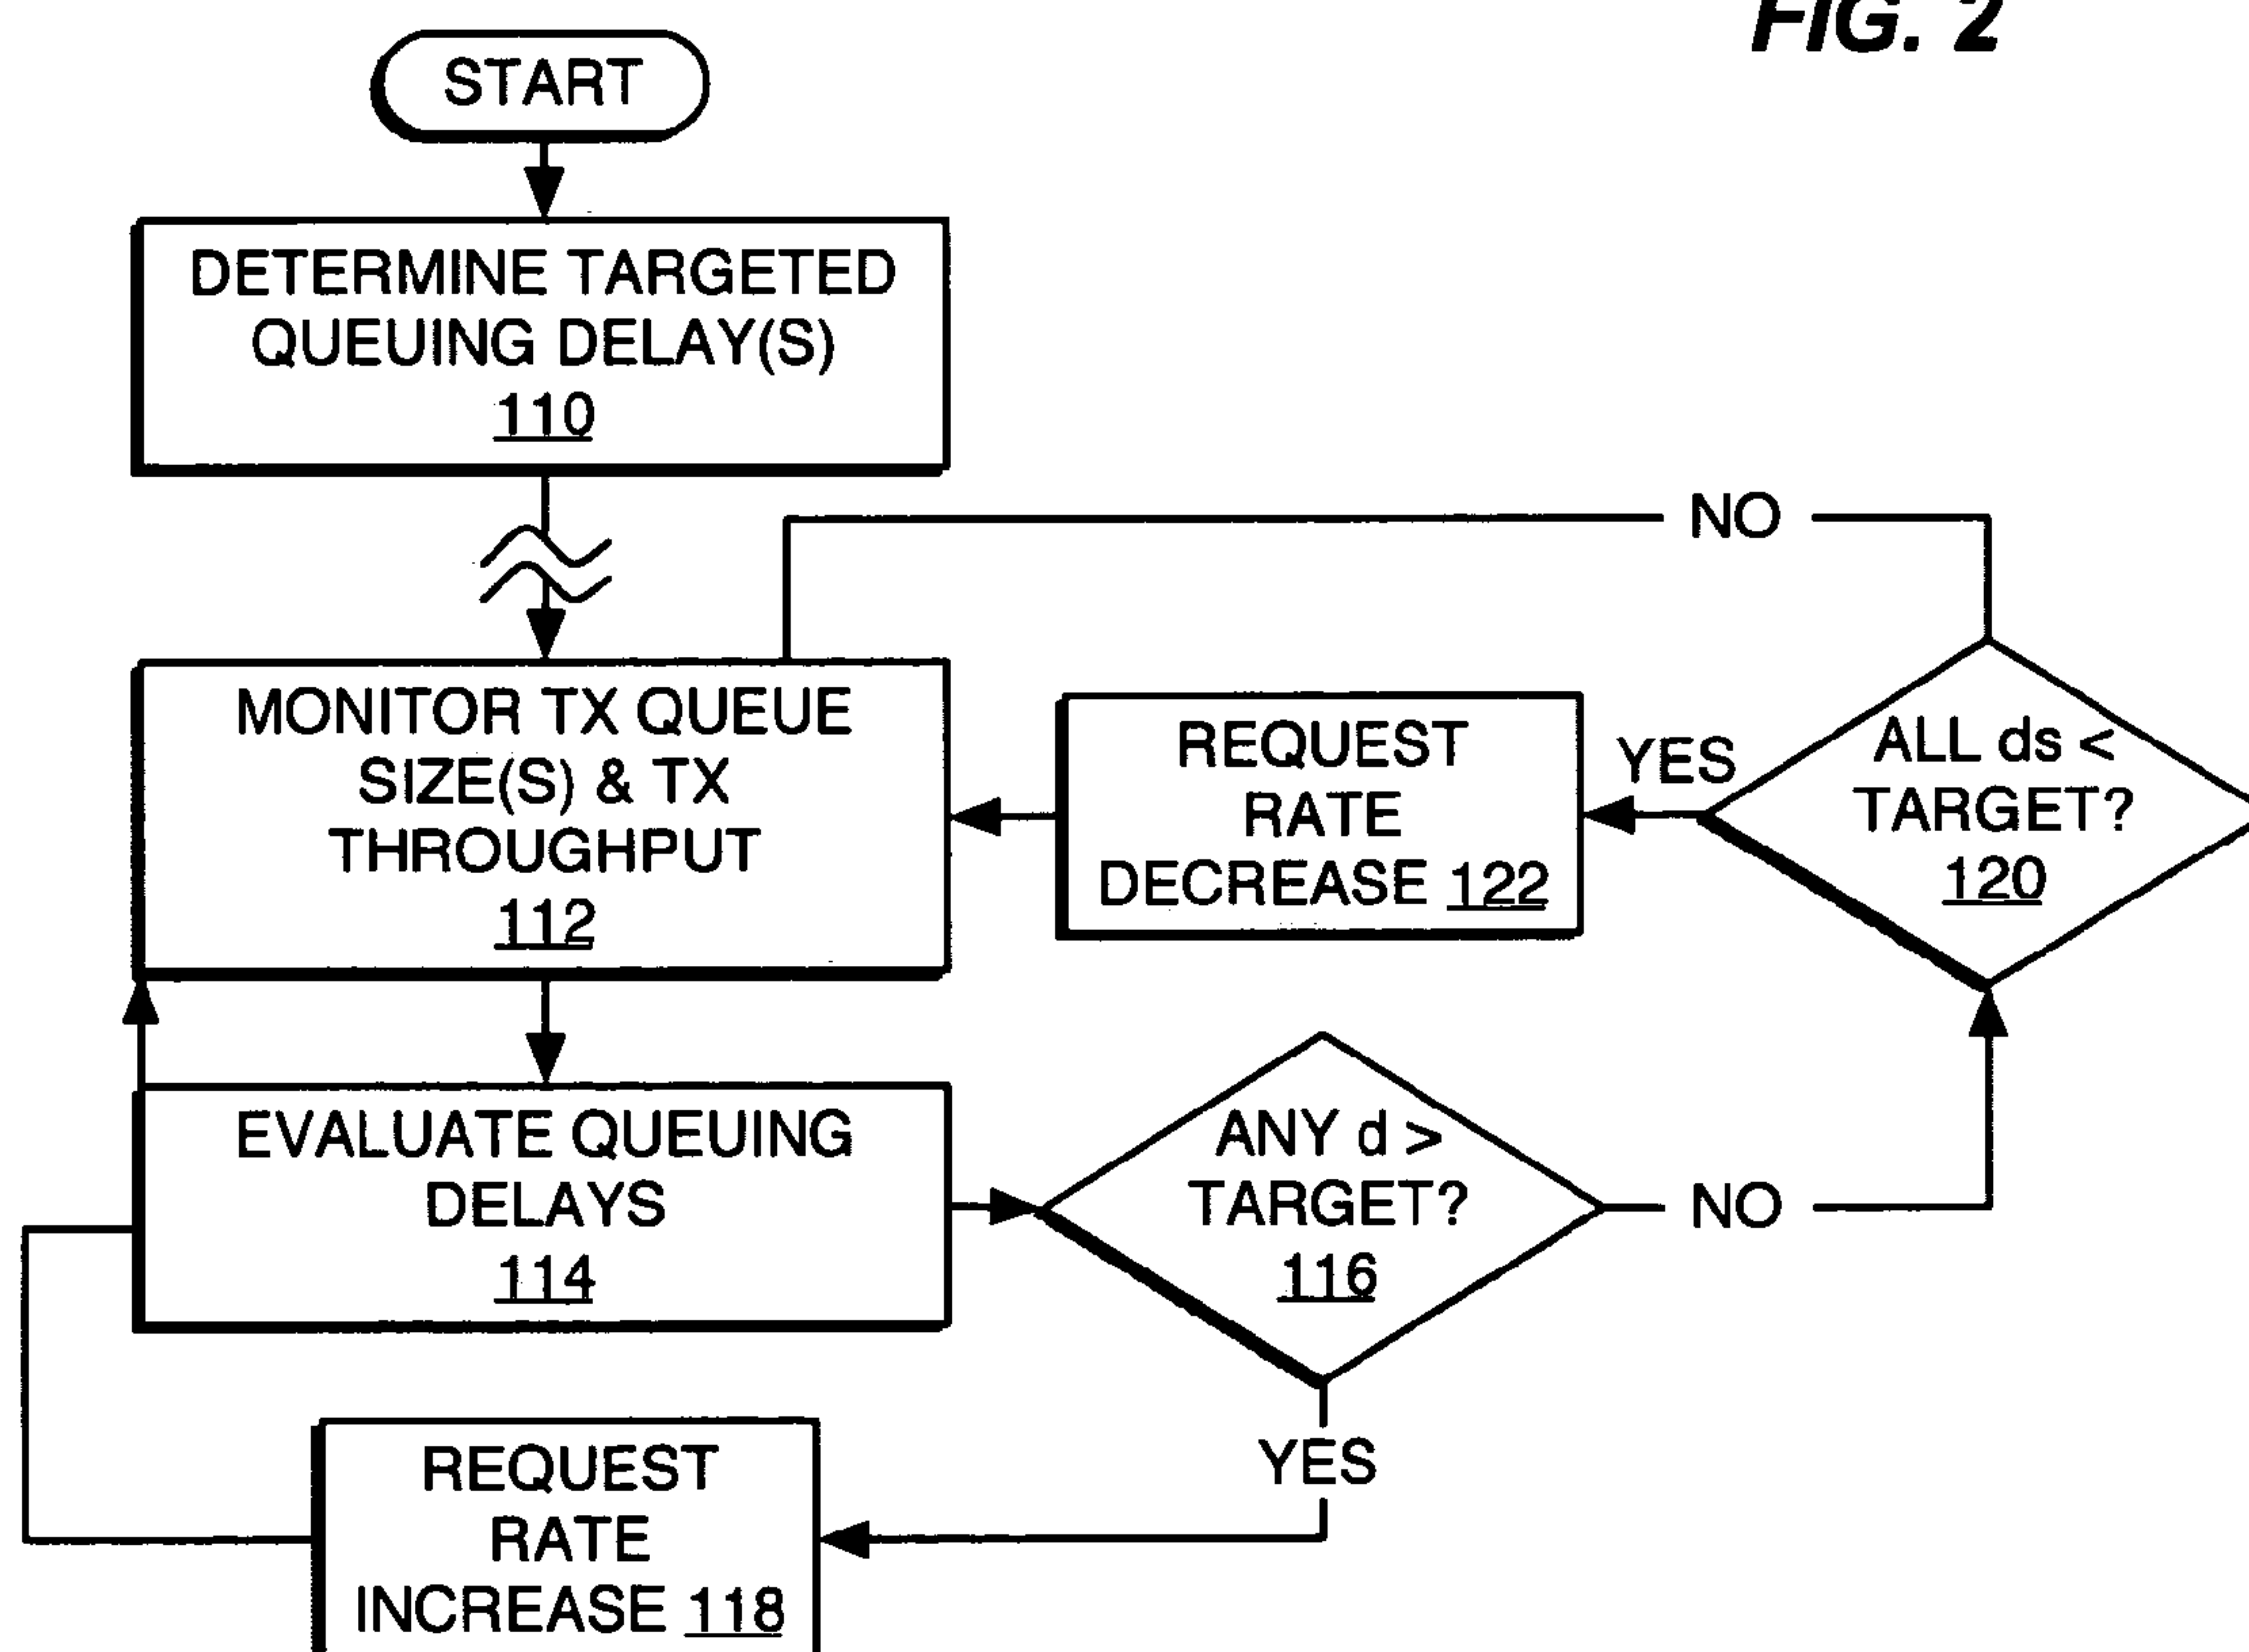 FIG. 2
START
DETERMINE TARGETED
QUEUING DELAY(S)
110
NO
MONITOR TX QUEUE
SIZE(S) & TX
THROUGHPUT
112
REQUEST
RATE
DECREASE 122
YES
ALL ds <
TARGET?
120
EVALUATE QUEUING
DELAYS
114
ANY d >
TARGET?
116
NO
YES
REQUEST
RATE
INCREASE 118